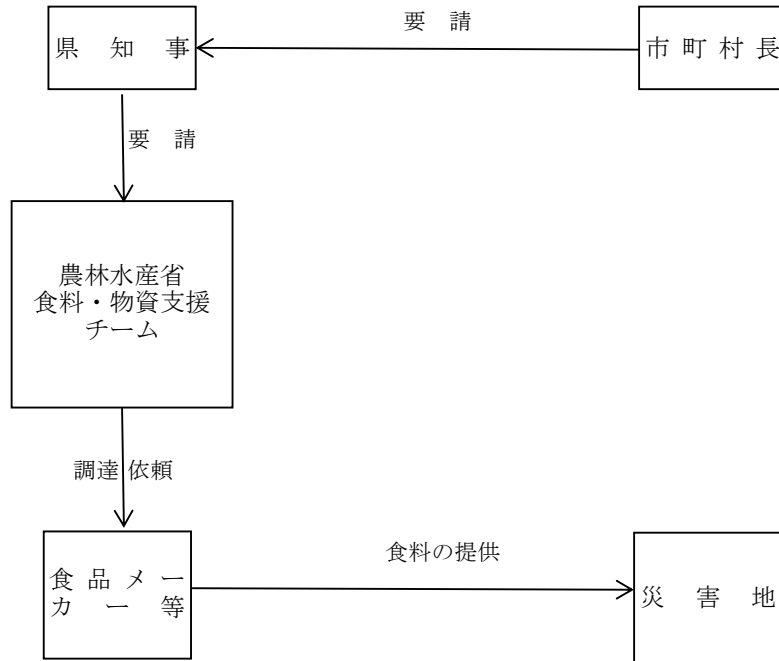 要 請
県 知 事
市 町 村 長
要 請
農林水産省
食料・物資支援
チーム
調達依頼
食料の提供
食 品 メ ー
カ ー 等
災 害 地